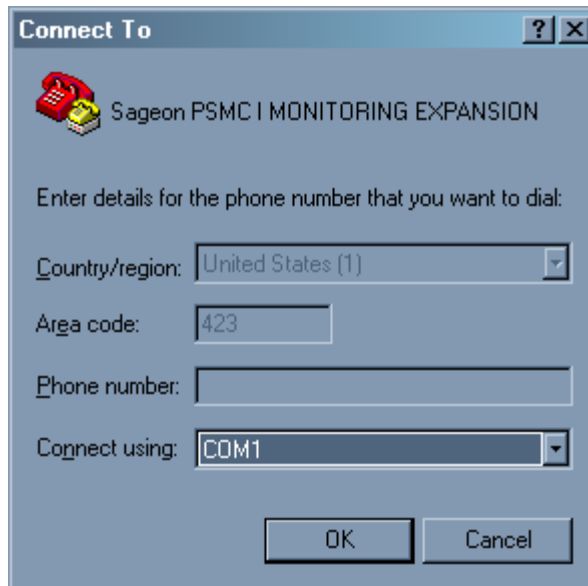 Connect To
Sageon PSMC I MONITORING EXPANSION
Enter details for the phone number that you want to dial:
Country/region: United States (1)
Area code: 423
Phone number:
Connect using: COM1
OK Cancel